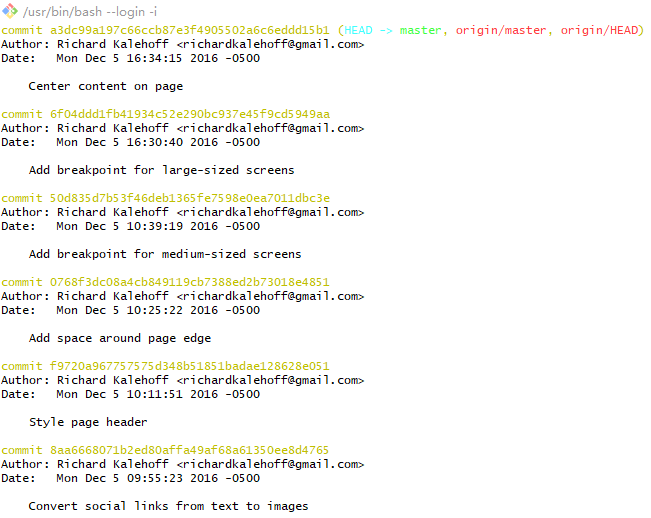 /usr/bin/bash --login -i
commit a3dc99a197c66ccb87e3f4905502a6c6eddd15b1 (HEAD -> master, origin/master, origin/HEAD)
Author: Richard Kalehoff <richardkalehoff@gmail.com>
Date:   Mon Dec 5 16:34:15 2016 -0500
Center content on page
commit 6f04ddd1fb41934c52e290bc937e45f9cd5949aa
Author: Richard Kalehoff <richardkalehoff@gmail.com>
Date:   Mon Dec 5 16:30:40 2016 -0500
Add breakpoint for large-sized screens
commit 50d835d7b53f46deb1365fe7598e0ea7011dbc3e
Author: Richard Kalehoff <richardkalehoff@gmail.com>
Date:   Mon Dec 5 10:39:19 2016 -0500
Add breakpoint for medium-sized screens
commit 0768f3dc08a4cb849119cb7388ed2b73018e4851
Author: Richard Kalehoff <richardkalehoff@gmail.com>
Date:   Mon Dec 5 10:25:22 2016 -0500
Add space around page edge
commit f9720a967757575d348b51851badae128628e051
Author: Richard Kalehoff <richardkalehoff@gmail.com>
Date:   Mon Dec 5 10:11:51 2016 -0500
Style page header
commit 8aa6668071b2ed80affa49af68a61350ee8d4765
Author: Richard Kalehoff <richardkalehoff@gmail.com>
Date:   Mon Dec 5 09:55:23 2016 -0500
Convert social links from text to images